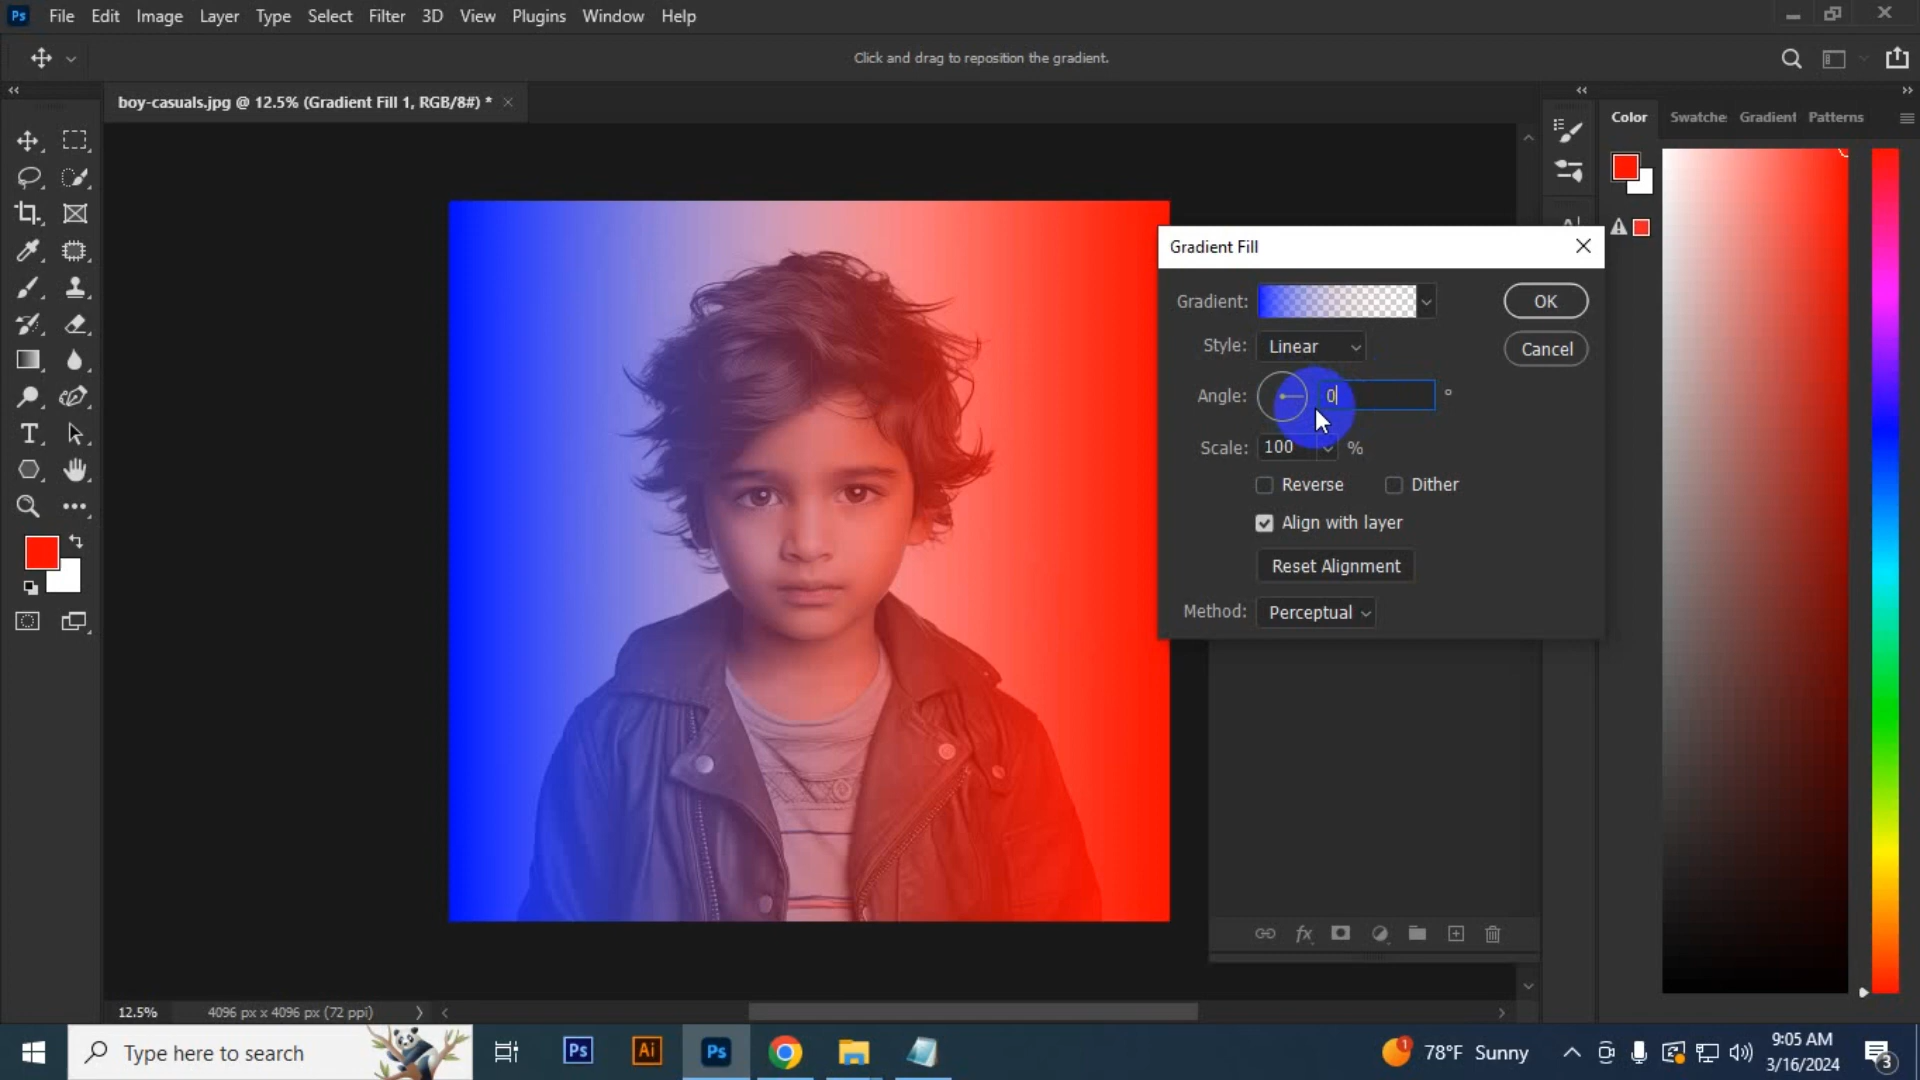 Ps File Edit Image Layer Type Select Filter 3D View Plugins Window Help
Click and drag to reposition the gradient.
boy-casuals.jpg @ 12.5% (Gradient Fill 1, RGB/8#) *
Color Swatche Gradient Patterns
Gradient Fill
Gradient:
OK
Style: Linear
Cancel
Angle: 0 °
Scale: 100 %
Reverse Dither
Align with layer
Reset Alignment
Method: Perceptual
fx
T
12.5% 4096 px x 4096 px (72 ppi)
Type here to search
Ps Ai Ps
1
78°F Sunny
9:05 AM
3/16/2024
3